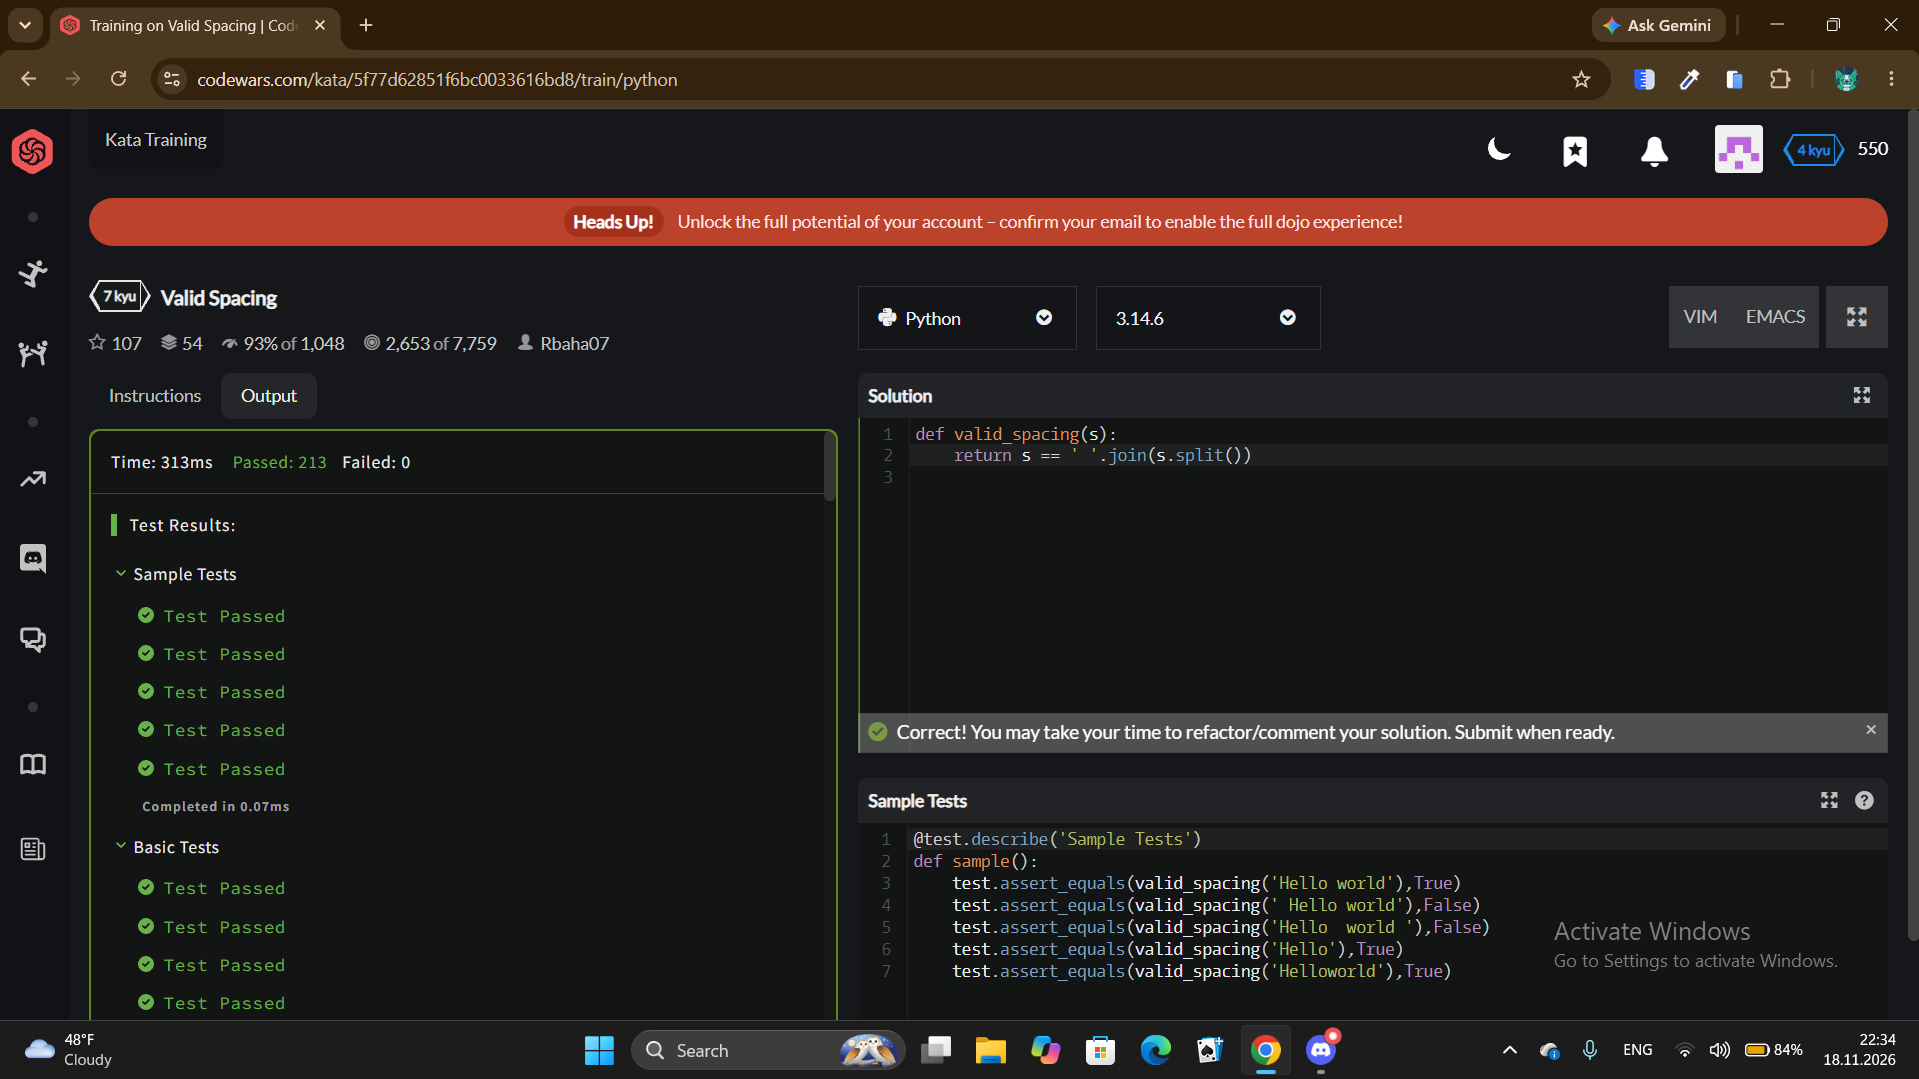 Training on Valid Spacing | Cod
Ask Gemini
codewars.com/kata/5f77d62851f6bc0033616bd8/train/python
Kata Training
4 kyu
550
Heads Up! Unlock the full potential of your account – confirm your email to enable the full dojo experience!
7 kyu
Valid Spacing
107
54
93% of 1,048
2,653 of 7,759
Rbaha07
Python
3.14.6
VIM
EMACS
Instructions
Output
Time: 313ms Passed: 213 Failed: 0
Test Results:
Sample Tests
Test Passed
Test Passed
Test Passed
Test Passed
Test Passed
Completed in 0.07ms
Basic Tests
Test Passed
Test Passed
Test Passed
Test Passed
Solution
1 def valid_spacing(s):
2     return s == ' '.join(s.split())
3
Correct! You may take your time to refactor/comment your solution. Submit when ready.
Sample Tests
1 @test.describe('Sample Tests')
2 def sample():
3     test.assert_equals(valid_spacing('Hello world'),True)
4     test.assert_equals(valid_spacing(' Hello world'),False)
5     test.assert_equals(valid_spacing('Hello  world '),False)
6     test.assert_equals(valid_spacing('Hello'),True)
7     test.assert_equals(valid_spacing('Helloworld'),True)
Activate Windows
Go to Settings to activate Windows.
48°F
Cloudy
Search
ENG
84%
22:34
18.11.2026